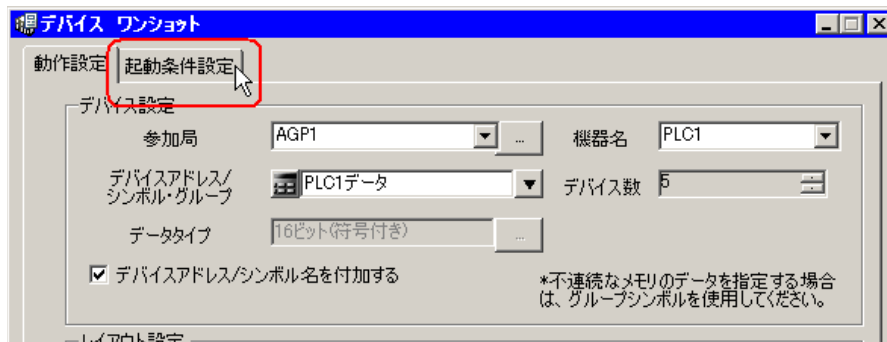 デバイス ワンショット
動作設定 起動条件設定
デバイス設定
参加局 AGP1 ... 機器名 PLC1
デバイスアドレス/
シンボル・グループ PLC1データ デバイス数 5
データタイプ 16ビット(符号付き) ...
デバイスアドレス/シンボル名を付加する
*不連続なメモリのデータを指定する場合
は、グループシンボルを使用してください。
レイアウト設定